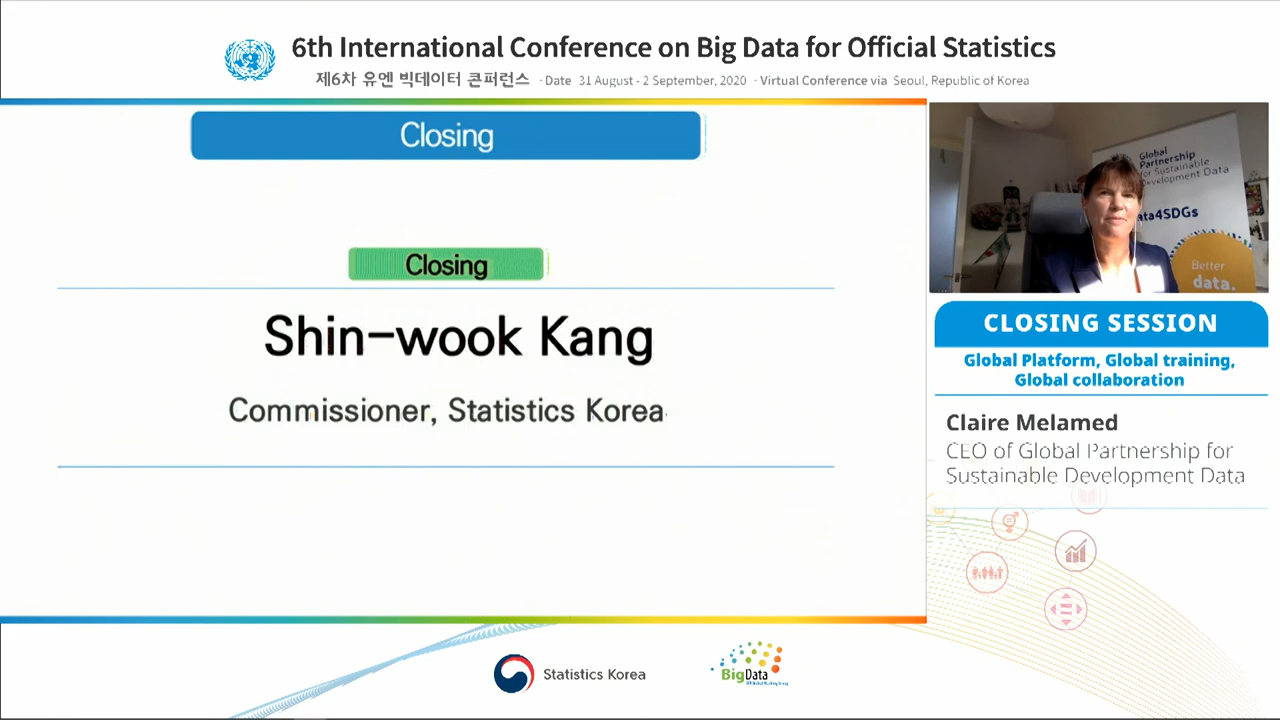 6th International Conference on Big Data for Official Statistics
제6차 유엔 빅데이터 콘퍼런스 · Date 31 August - 2 September, 2020 · Virtual Conference via Seoul, Republic of Korea
Closing
Closing
Shin-wook Kang
Commissioner, Statistics Korea
Global
Partnership
for Sustainable
Development Data
ata4SDGs
Better
data.
CLOSING SESSION
Global Platform, Global training,
Global collaboration
Claire Melamed
CEO of Global Partnership for
Sustainable Development Data
Statistics Korea
BigData